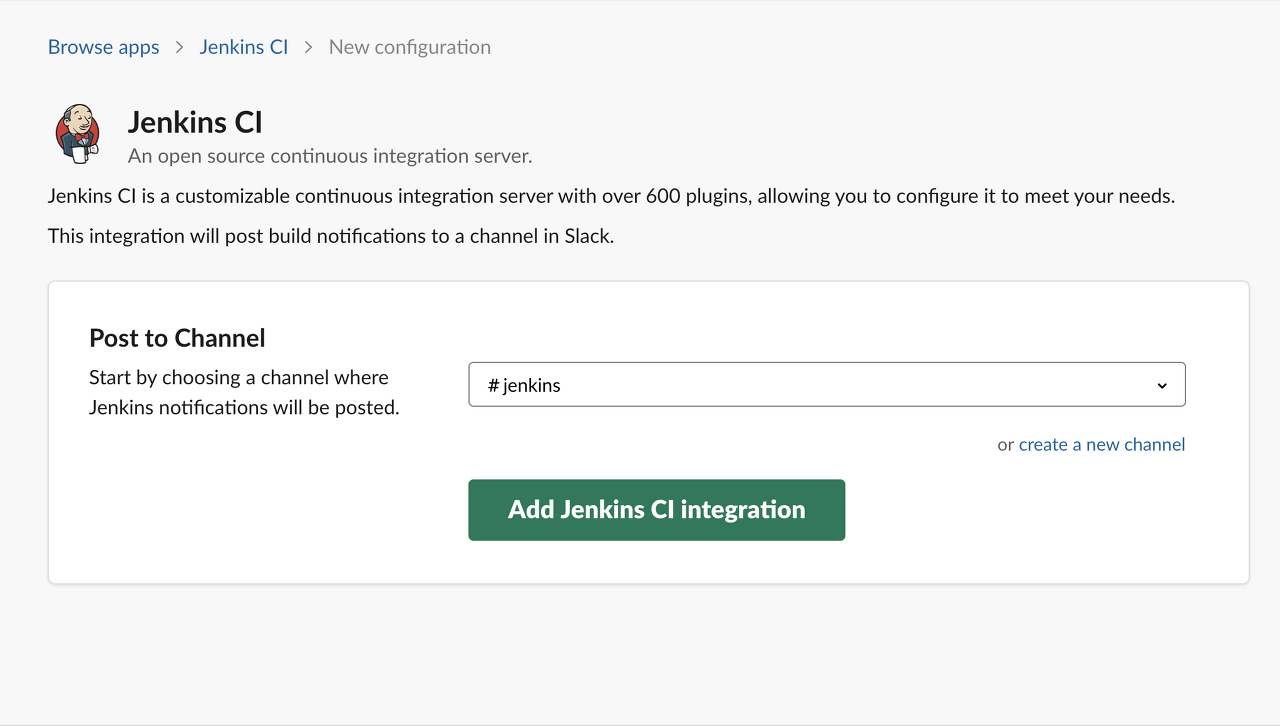 Browse apps > Jenkins CI > New configuration
Jenkins CI
An open source continuous integration server.
Jenkins CI is a customizable continuous integration server with over 600 plugins, allowing you to configure it to meet your needs.
This integration will post build notifications to a channel in Slack.
Post to Channel
Start by choosing a channel where
Jenkins notifications will be posted.
# jenkins
or create a new channel
Add Jenkins CI integration